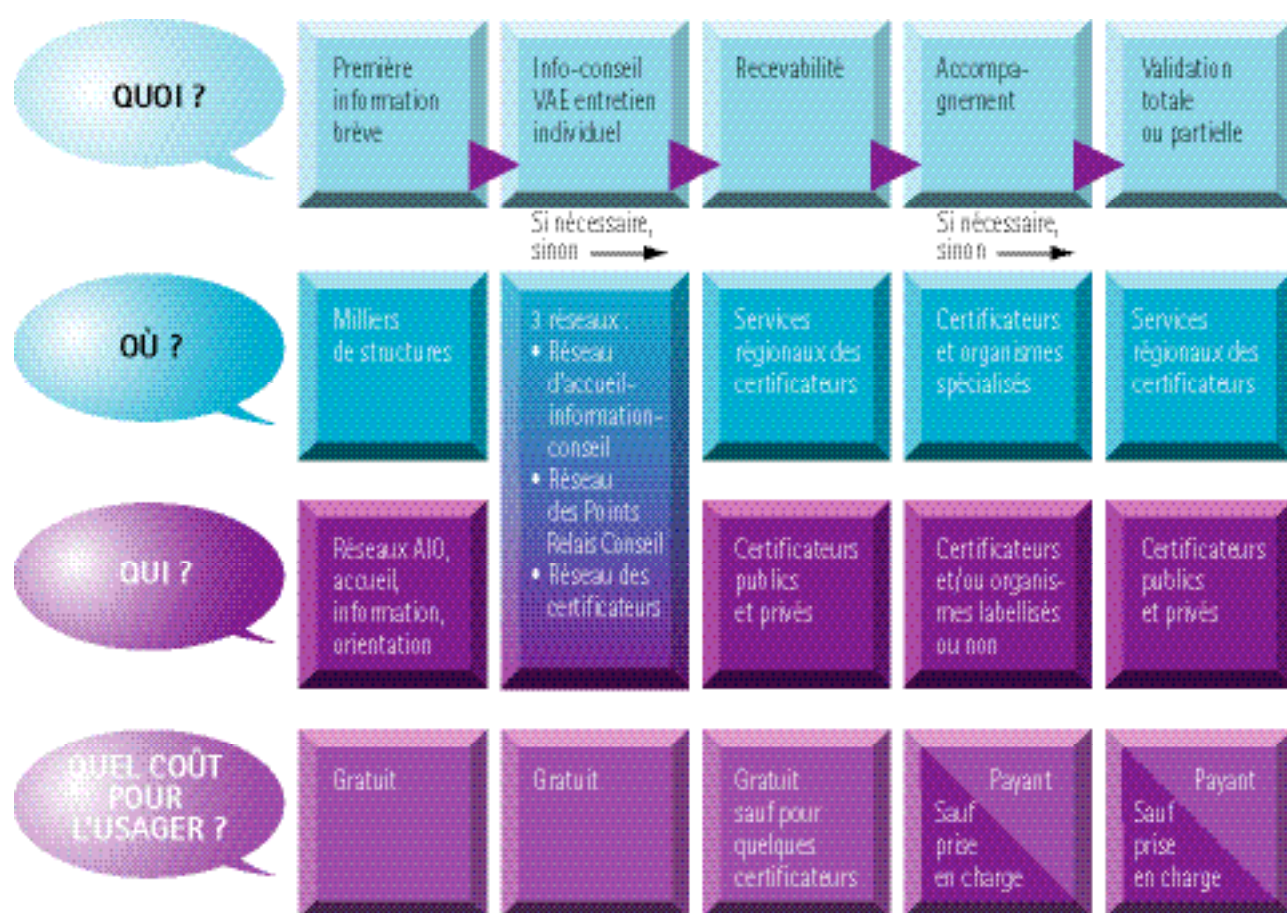 QUOI ?
Première
information
brève
Info-conseil
VAE entretien
individuel
Recevabilité
Accompa-
gnement
Validation
totale
ou partielle
Si nécessaire,
sinon
Si nécessaire,
sinon
OÙ ?
Milliers
de structures
3 réseaux :
• Réseau
d'accueil-
information-
conseil
• Réseau
des Points
Relais Conseil
• Réseau des
certificateurs
Services
régionaux des
certificateurs
Certificateurs
et organismes
spécialisés
Services
régionaux des
certificateurs
QUI ?
Réseaux AIO,
accueil,
information,
orientation
Certificateurs
publics
et privés
Certificateurs
et/ou organis-
mes labellisés
ou non
Certificateurs
publics
et privés
QUEL COÛT
POUR
L'USAGER ?
Gratuit
Gratuit
Gratuit
sauf pour
quelques
certificateurs
Payant
Sauf
prise
en charge
Payant
Sauf
prise
en charge